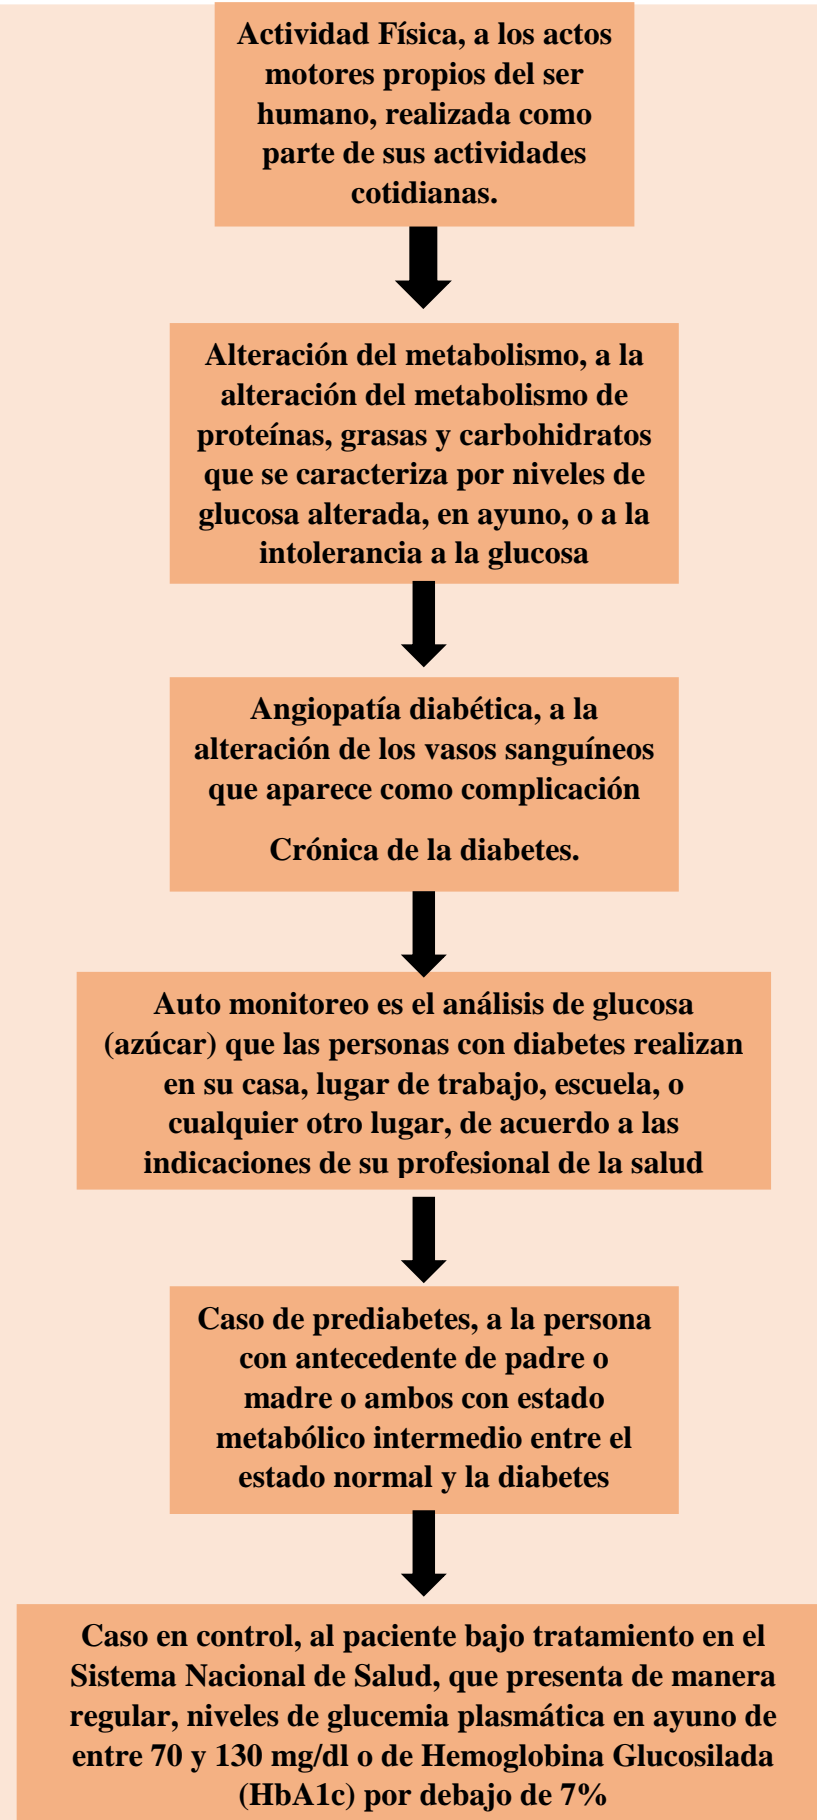 Actividad Física, a los actos
motores propios del ser
humano, realizada como
parte de sus actividades
cotidianas.
Alteración del metabolismo, a la
alteración del metabolismo de
proteínas, grasas y carbohidratos
que se caracteriza por niveles de
glucosa alterada, en ayuno, o a la
intolerancia a la glucosa
Angiopatía diabética, a la
alteración de los vasos sanguíneos
que aparece como complicación
Crónica de la diabetes.
Auto monitoreo es el análisis de glucosa
(azúcar) que las personas con diabetes realizan
en su casa, lugar de trabajo, escuela, o
cualquier otro lugar, de acuerdo a las
indicaciones de su profesional de la salud
Caso de prediabetes, a la persona
con antecedente de padre o
madre o ambos con estado
metabólico intermedio entre el
estado normal y la diabetes
Caso en control, al paciente bajo tratamiento en el
Sistema Nacional de Salud, que presenta de manera
regular, niveles de glucemia plasmática en ayuno de
entre 70 y 130 mg/dl o de Hemoglobina Glucosilada
(HbA1c) por debajo de 7%